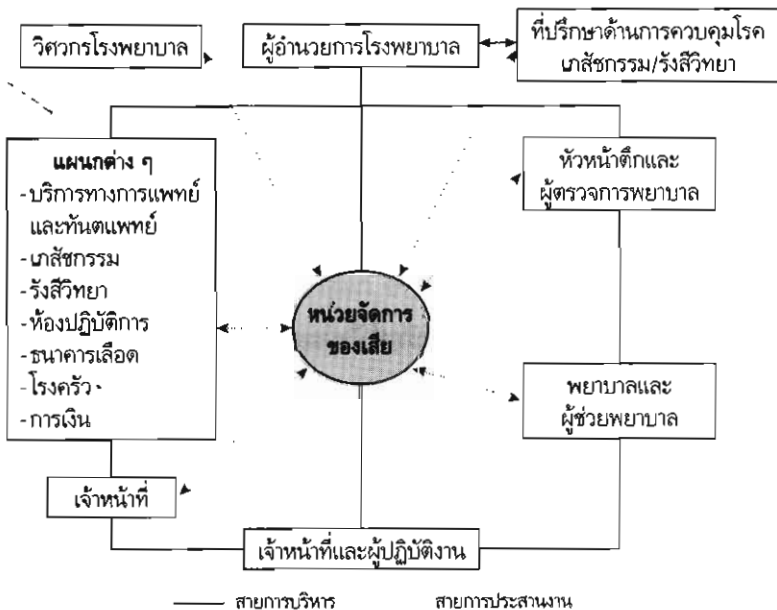 วิศวกรโรงพยาบาล
ผู้อำนวยการโรงพยาบาล
ที่ปรึกษาด้านการควบคุมโรค
เภสัชกรรม/รังสีวิทยา
แผนกต่าง ๆ
-บริการทางการแพทย์
และทันตแพทย์
-เภสัชกรรม
-รังสีวิทยา
-ห้องปฏิบัติการ
-ธนาคารเลือด
-โรงครัว
-การเงิน
หัวหน้าตึกและ
ผู้ตรวจการพยาบาล
หน่วยจัดการ
ของเสีย
พยาบาลและ
ผู้ช่วยพยาบาล
เจ้าหน้าที่
เจ้าหน้าที่และผู้ปฏิบัติงาน
สายการบริหาร
สายการประสานงาน